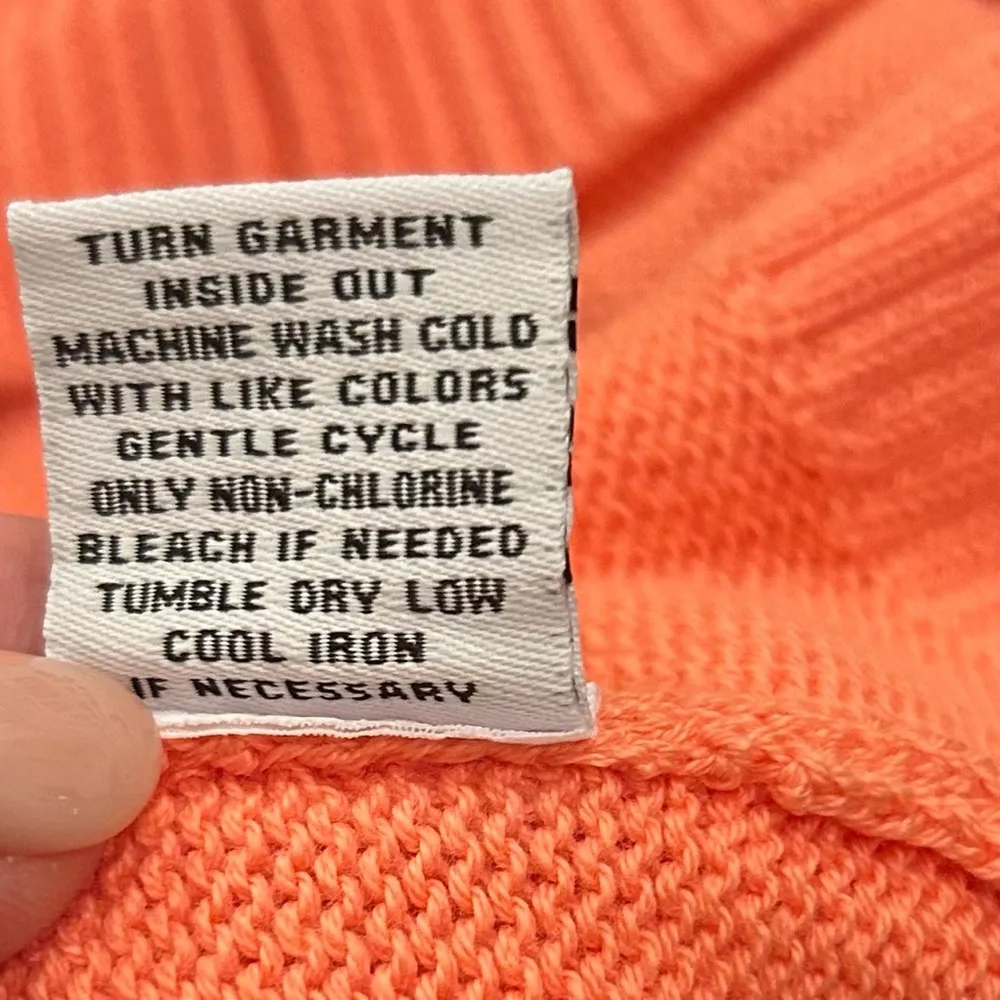 TURN GARMENT
INSIDE OUT
MACHINE WASH COLD
WITH LIKE COLORS
GENTLE CYCLE
ONLY NON-CHLORINE
BLEACH IF NEEDED
TUMBLE DRY LOW
COOL IRON
IF NECESSARY